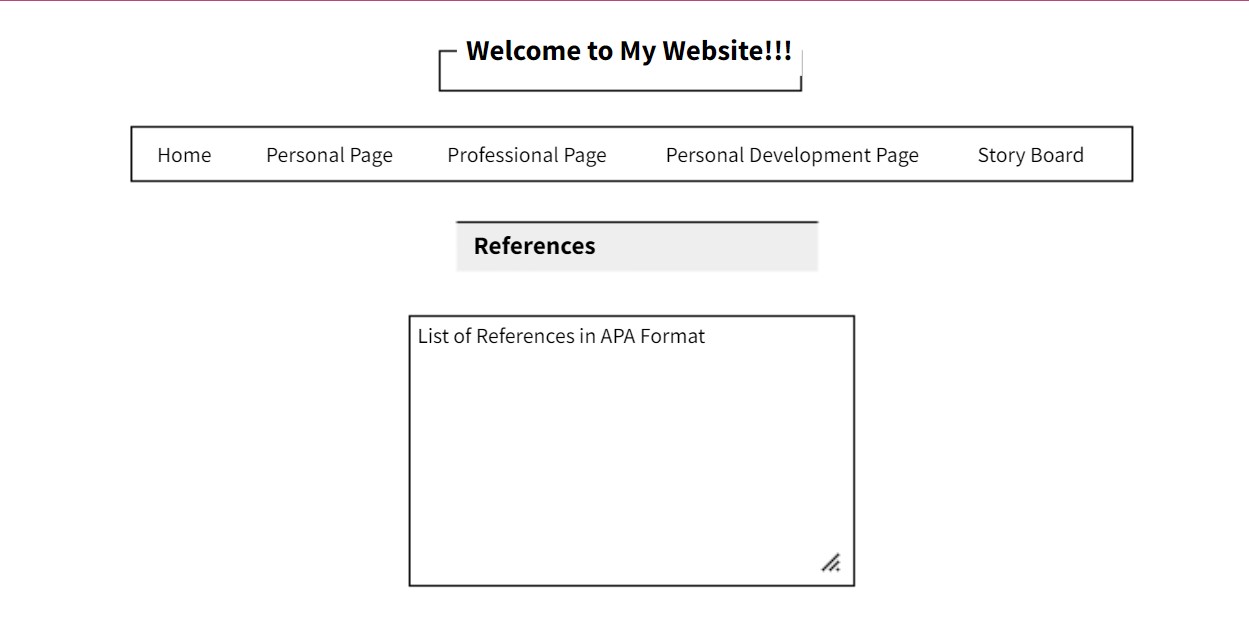 Welcome to My Website!!!
Home Personal Page Professional Page Personal Development Page Story Board
References
List of References in APA Format